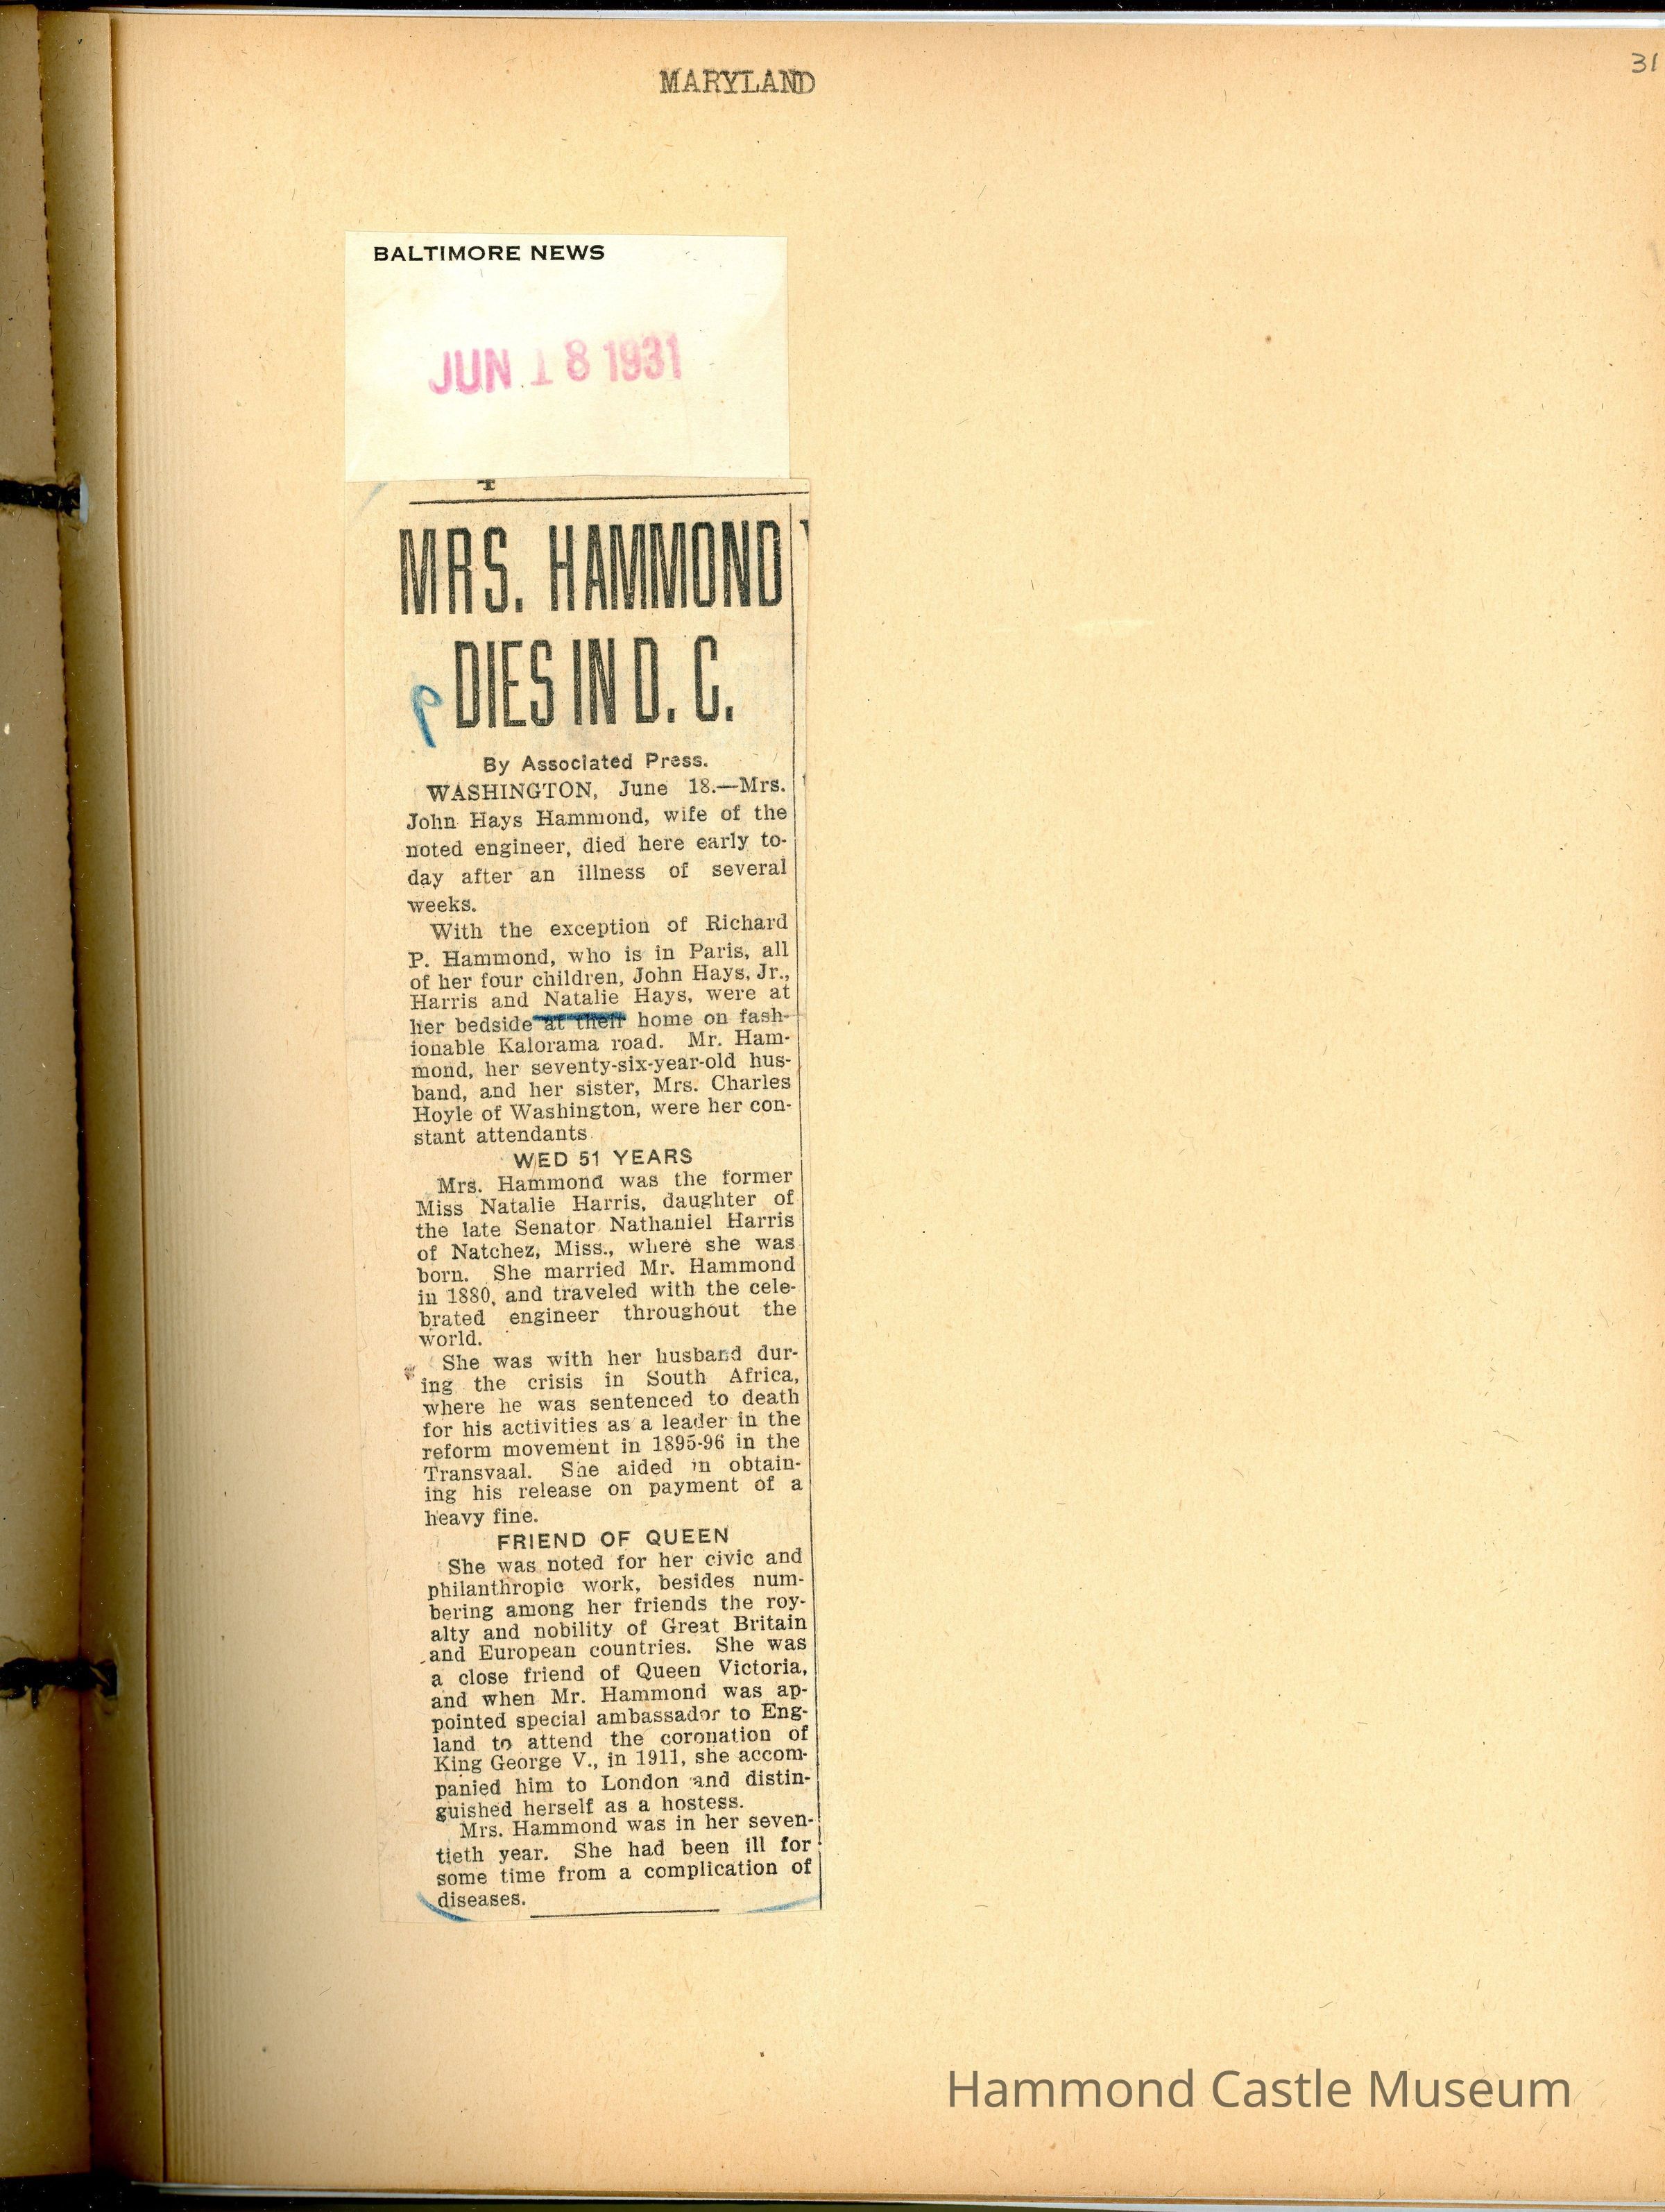 MARYLAND
31
BALTIMORE NEWS
JUN 18 1931
MRS. HAMMOND
DIES IN D. C.
By Associated Press.
WASHINGTON, June 18.—Mrs.
John Hays Hammond, wife of the
noted engineer, died here early to-
day after an illness of several
weeks.
With the exception of Richard
P. Hammond, who is in Paris, all
of her four children, John Hays, Jr.,
Harris and Natalie Hays, were at
her bedside at their home on fash-
ionable Kalorama road. Mr. Ham-
mond, her seventy-six-year-old hus-
band, and her sister, Mrs. Charles
Hoyle of Washington, were her con-
stant attendants.
WED 51 YEARS
Mrs. Hammond was the former
Miss Natalie Harris, daughter of
the late Senator Nathaniel Harris
of Natchez, Miss., where she was
born. She married Mr. Hammond
in 1880, and traveled with the cele-
brated engineer throughout the
world.
She was with her husband dur-
ing the crisis in South Africa,
where he was sentenced to death
for his activities as a leader in the
reform movement in 1895-96 in the
Transvaal. She aided in obtain-
ing his release on payment of a
heavy fine.
FRIEND OF QUEEN
She was noted for her civic and
philanthropic work, besides num-
bering among her friends the roy-
alty and nobility of Great Britain
and European countries. She was
a close friend of Queen Victoria,
and when Mr. Hammond was ap-
pointed special ambassador to Eng-
land to attend the coronation of
King George V., in 1911, she accom-
panied him to London and distin-
guished herself as a hostess.
Mrs. Hammond was in her seven-
tieth year. She had been ill for
some time from a complication of
diseases.
Hammond Castle Museum